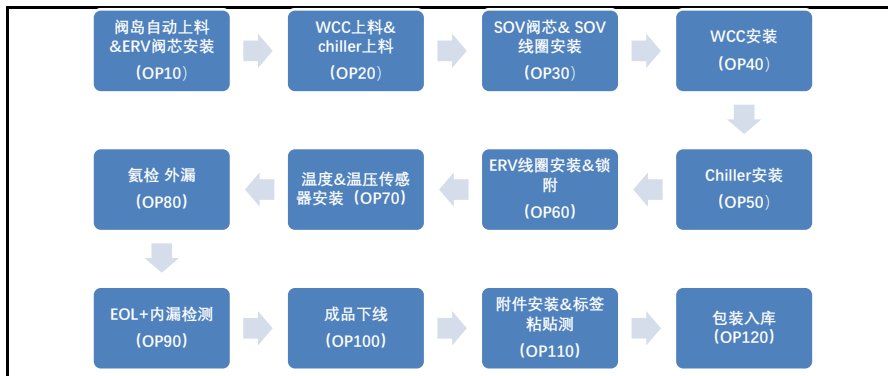 阀岛自动上料
&ERV阀芯安装
（OP10）
WCC上料&
chiller上料
（OP20）
SOV阀芯& SOV
线圈安装
（OP30）
WCC安装
（OP40）
Chiller安装
（OP50）
ERV线圈安装&锁
附
（OP60）
温度&温压传感
器安装（OP70）
氨检 外漏
（OP80）
EOL+内漏检测
（OP90）
成品下线
（OP100）
附件安装&标签
粘贴测
（OP110）
包装入库
（OP120）